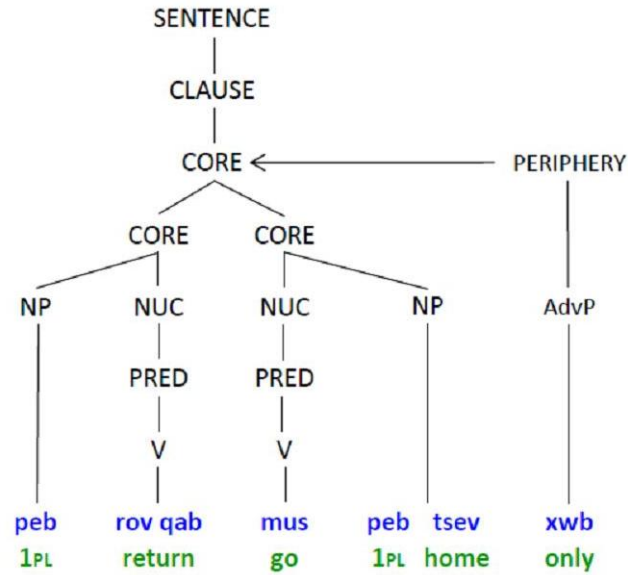 SENTENCE
CLAUSE
CORE PERIPHERY
CORE CORE
NP NUC NUC NP AdvP
PRED PRED
V V
peb rov qab mus peb tsev xwb
1PL return go 1PL home only